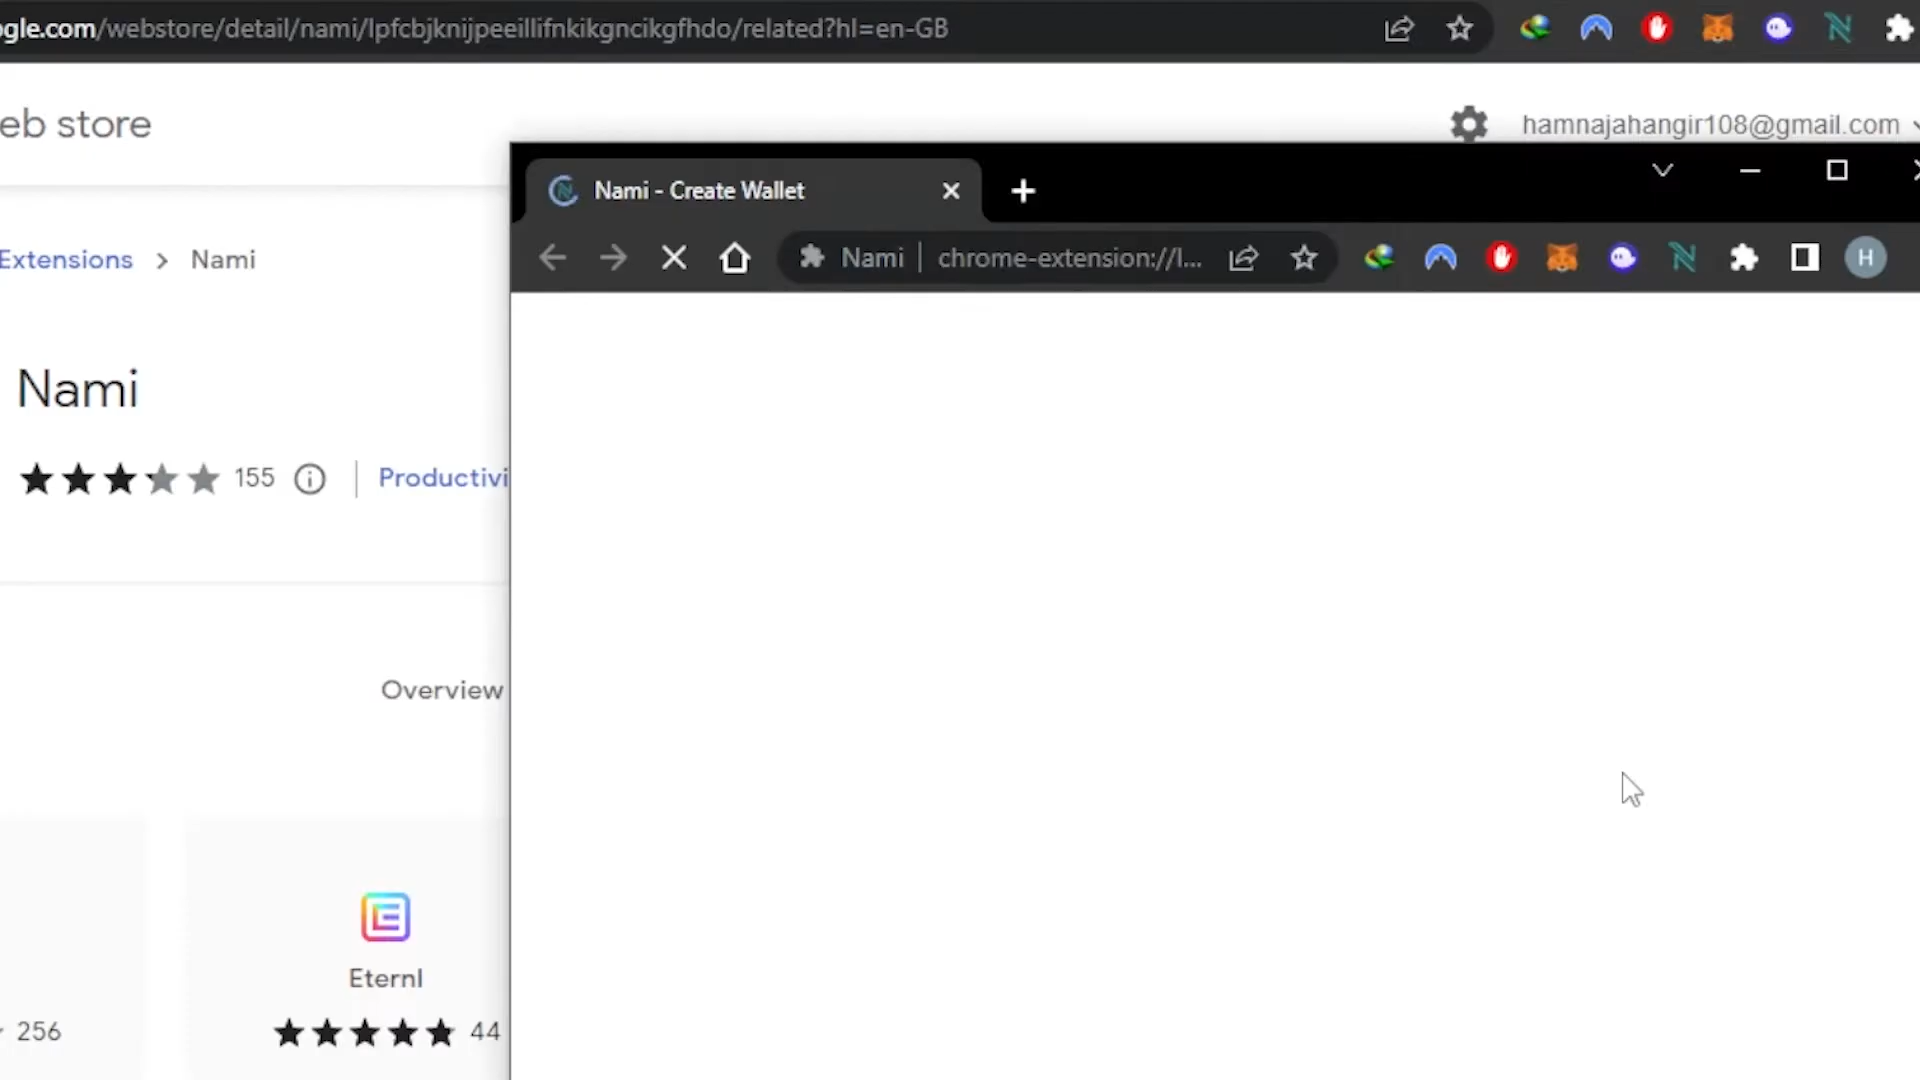 gle.com/webstore/detail/nami/lpfcbjknijpeeillifnkikgncikgfhdo/related?hl=en-GB
eb store
hamnajahangir108@gmail.com
Nami - Create Wallet
Nami | chrome-extension://l...
H
Extensions > Nami
Nami
155 | Productivi
Overview
Eternl
256
44